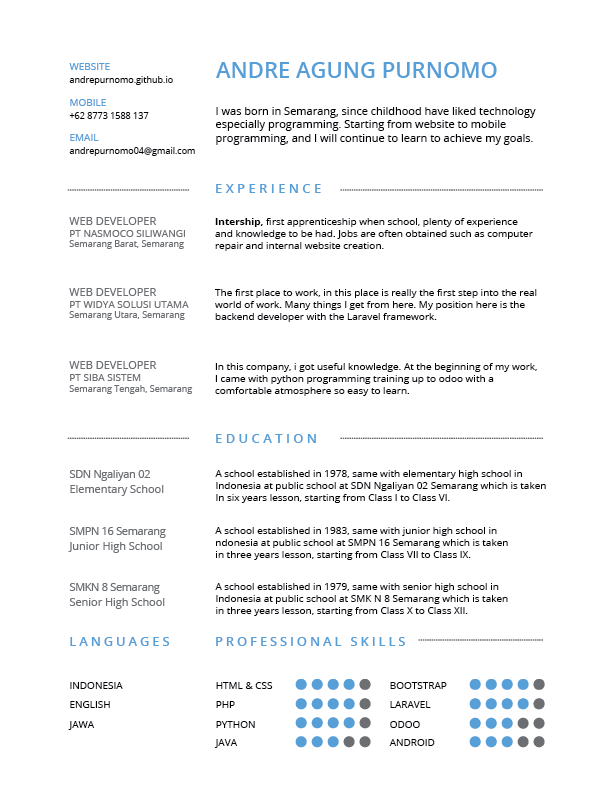 WEBSITE
andrepurnomo.github.io
MOBILE
+62 8773 1588 137
EMAIL
andrepurnomo04@gmail.com
ANDRE AGUNG PURNOMO
I was born in Semarang, since childhood have liked technology
especially programming. Starting from website to mobile
programming, and I will continue to learn to achieve my goals.
EXPERIENCE
WEB DEVELOPER
PT NASMOCO SILIWANGI
Semarang Barat, Semarang
Intership, first apprenticeship when school, plenty of experience
and knowledge to be had. Jobs are often obtained such as computer
repair and internal website creation.
WEB DEVELOPER
PT WIDYA SOLUSI UTAMA
Semarang Utara, Semarang
The first place to work, in this place is really the first step into the real
world of work. Many things I get from here. My position here is the
backend developer with the Laravel framework.
WEB DEVELOPER
PT SIBA SISTEM
Semarang Tengah, Semarang
In this company, i got useful knowledge. At the beginning of my work,
I came with python programming training up to odoo with a
comfortable atmosphere so easy to learn.
EDUCATION
SDN Ngaliyan 02
Elementary School
A school established in 1978, same with elementary high school in
Indonesia at public school at SDN Ngaliyan 02 Semarang which is taken
In six years lesson, starting from Class I to Class VI.
SMPN 16 Semarang
Junior High School
A school established in 1983, same with junior high school in
ndonesia at public school at SMPN 16 Semarang which is taken
in three years lesson, starting from Class VII to Class IX.
SMKN 8 Semarang
Senior High School
A school established in 1979, same with senior high school in
Indonesia at public school at SMK N 8 Semarang which is taken
in three years lesson, starting from Class X to Class XII.
LANGUAGES
INDONESIA
ENGLISH
JAWA
PROFESSIONAL SKILLS
HTML & CSS
PHP
PYTHON
JAVA
BOOTSTRAP
LARAVEL
ODOO
ANDROID